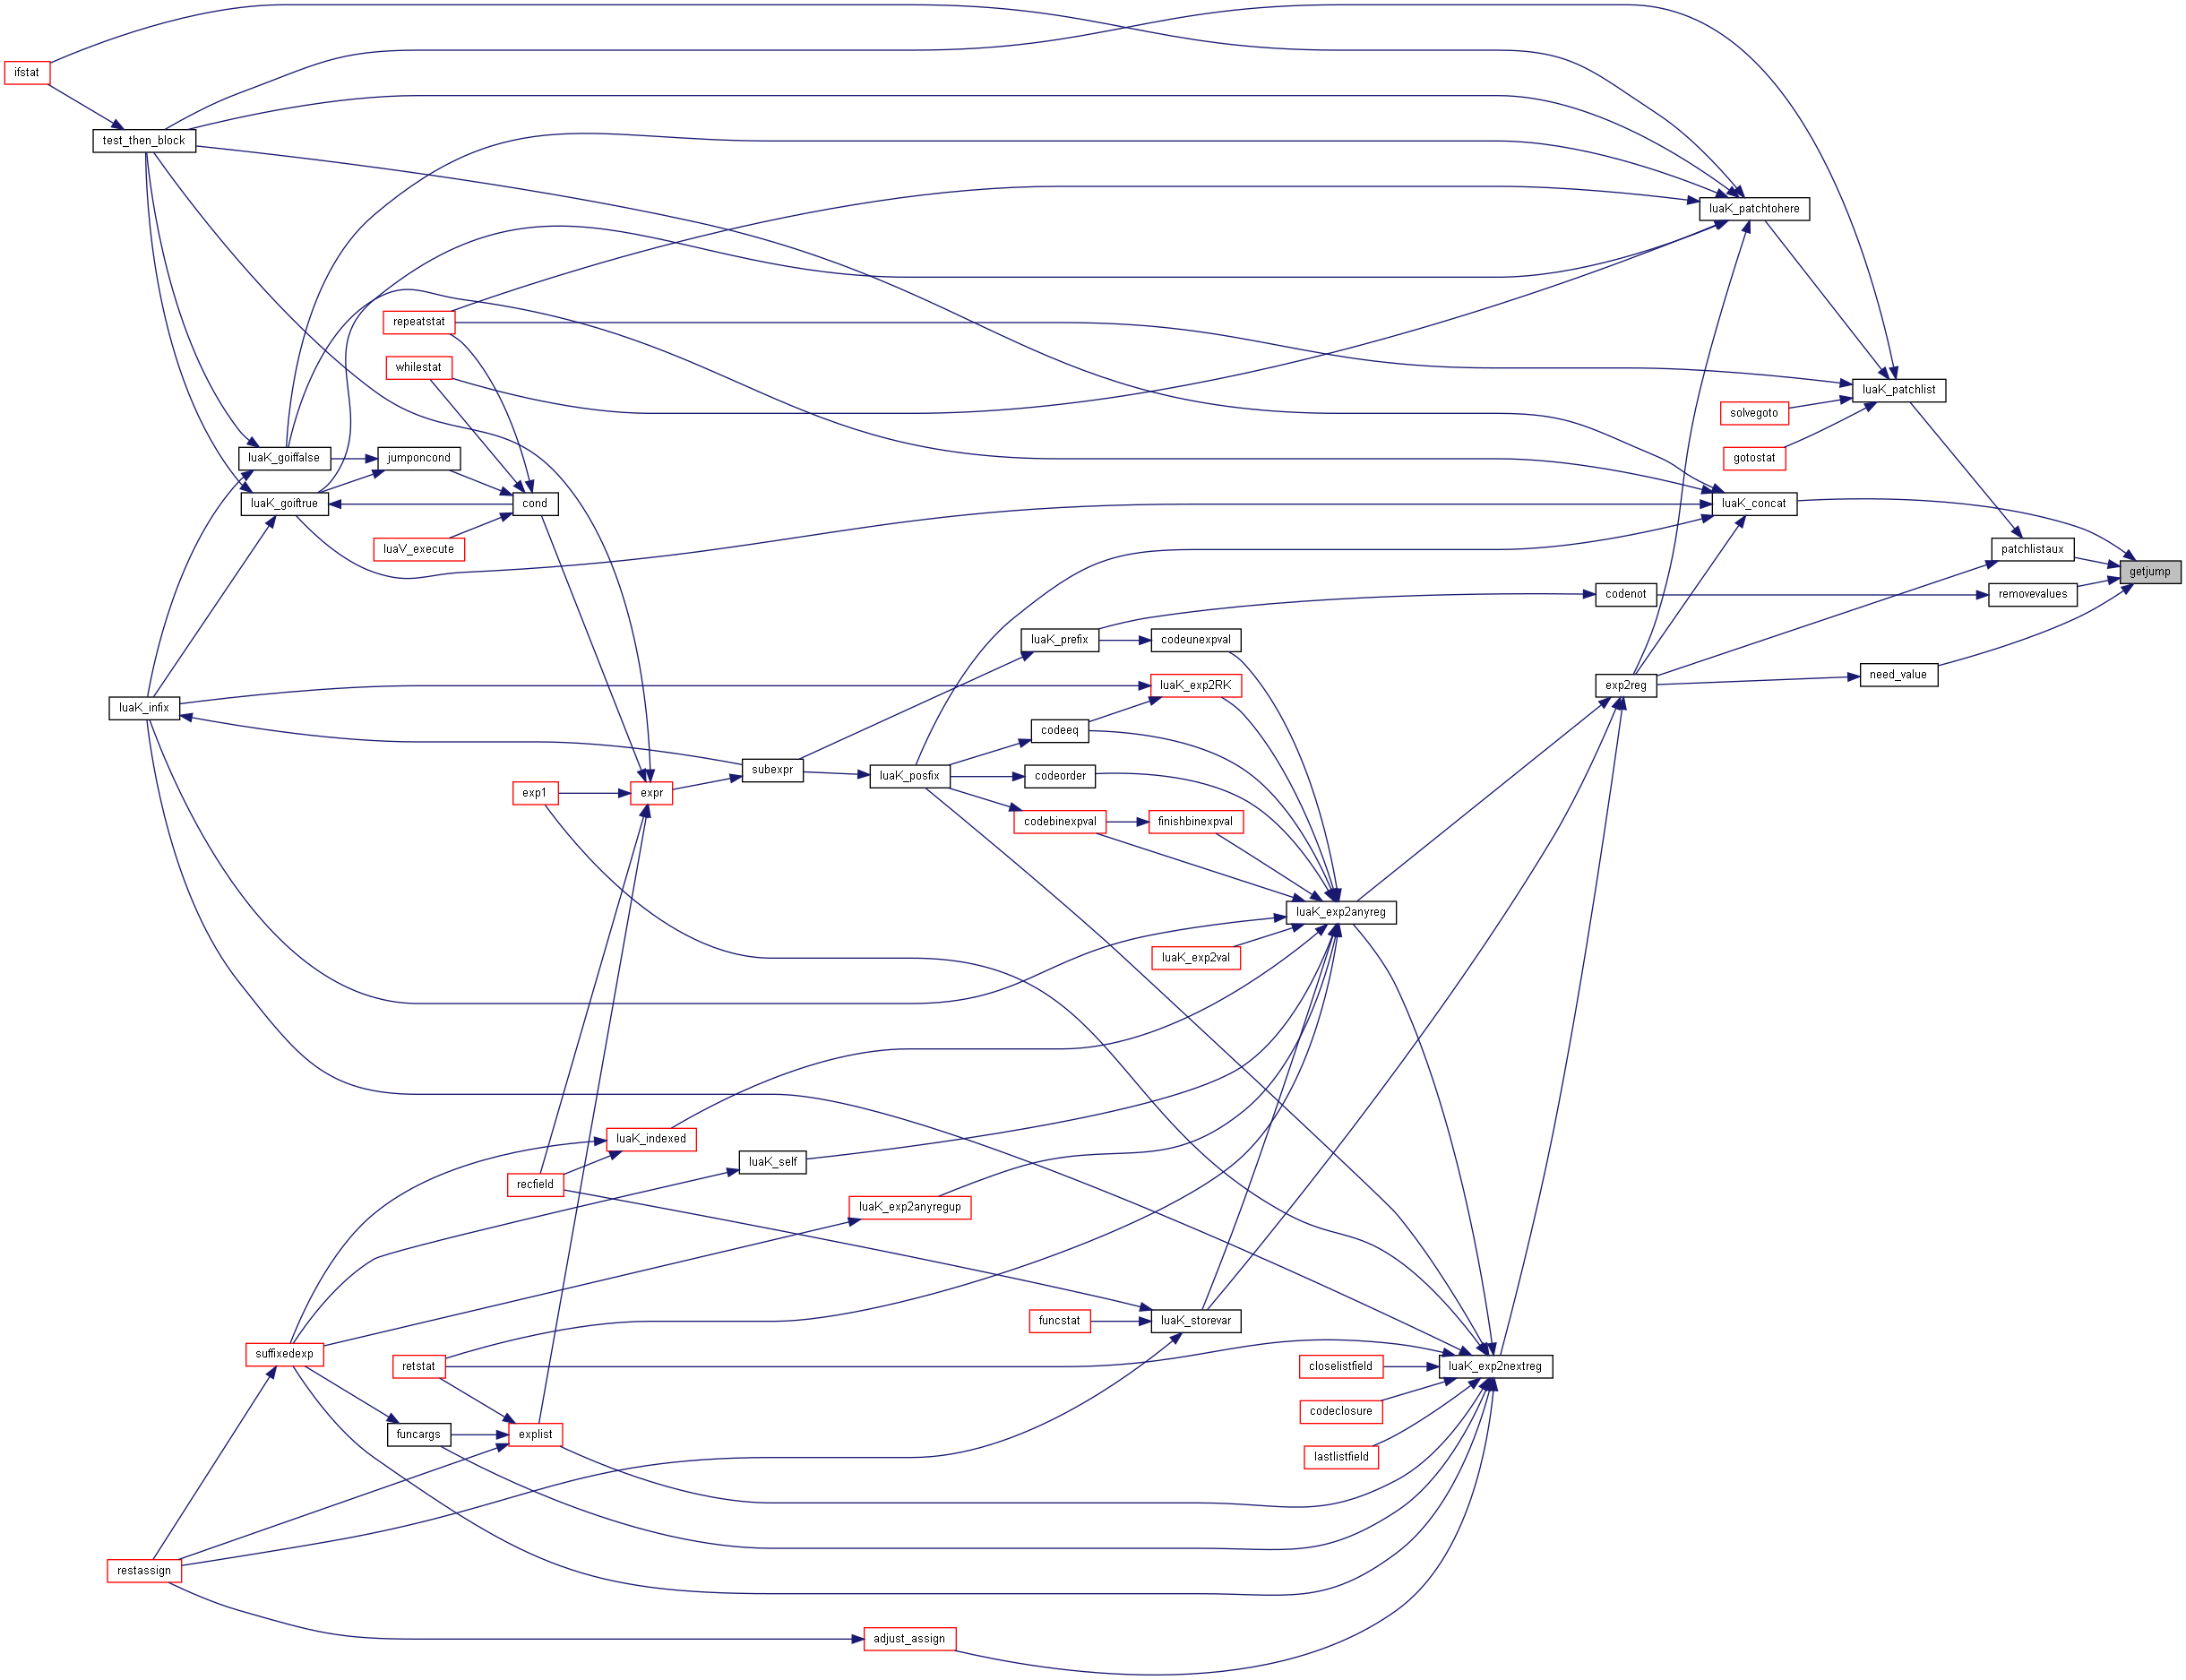 ifstat
test_then_block
luaK_patchtohere
repeatstat
whilestat
luaK_patchlist
solvegoto
luaK_goiffalse
jumponcond
gotostat
luaK_goiftrue
cond
luaK_concat
luaV_execute
patchlistaux
getjump
codenot
removevalues
luaK_prefix
codeunexpval
need_value
luaK_exp2RK
exp2reg
luaK_infix
codeeq
subexpr
luaK_posfix
codeorder
exp1
expr
codebinexpval
finishbinexpval
luaK_exp2anyreg
luaK_exp2val
luaK_indexed
luaK_self
recfield
luaK_exp2anyregup
funcstat
luaK_storevar
suffixedexp
retstat
closelistfield
luaK_exp2nextreg
codeclosure
funcargs
explist
lastlistfield
restassign
adjust_assign